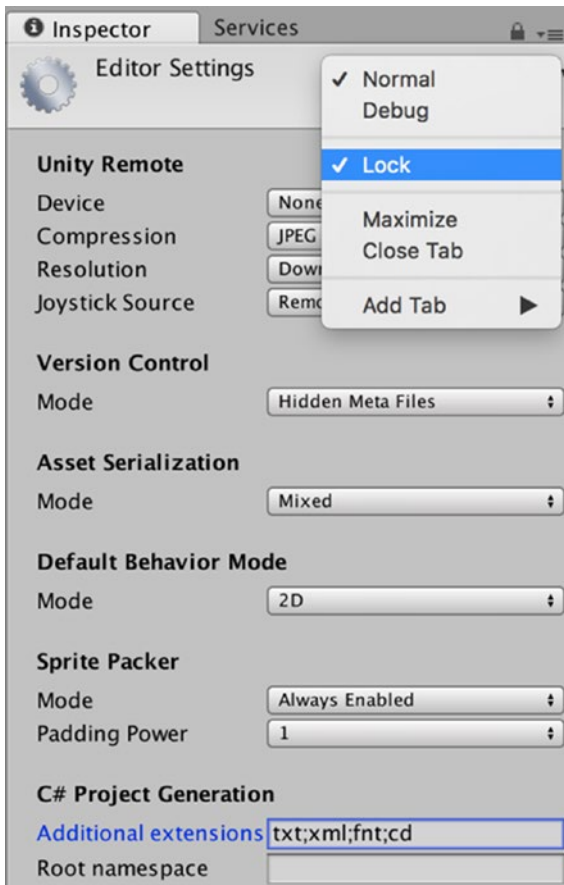 Inspector Services
Editor Settings
✓ Normal
Debug
✓ Lock
Maximize
Close Tab
Add Tab ▶
Unity Remote
Device None
Compression JPEG
Resolution
Joystick Source
Version Control
Mode Hidden Meta Files
Asset Serialization
Mode Mixed
Default Behavior Mode
Mode 2D
Sprite Packer
Mode Always Enabled
Padding Power 1
C# Project Generation
Additional extensions txt;xml;fnt;cd
Root namespace